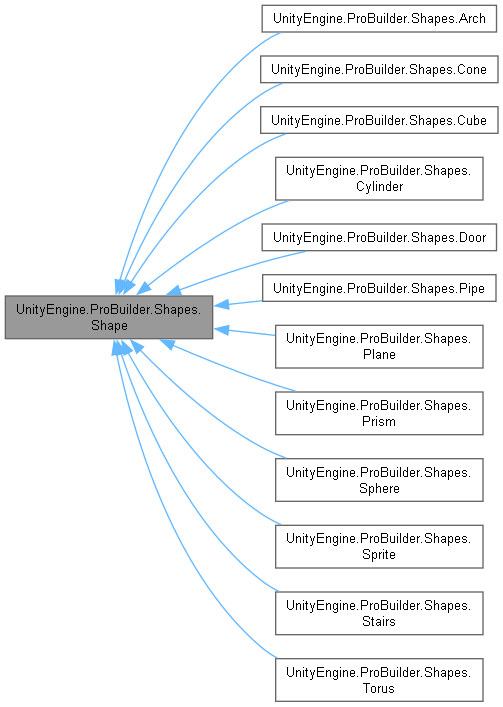 UnityEngine.ProBuilder.Shapes.Arch
UnityEngine.ProBuilder.Shapes.Cone
UnityEngine.ProBuilder.Shapes.Cube
UnityEngine.ProBuilder.Shapes.
Cylinder
UnityEngine.ProBuilder.Shapes.Door
UnityEngine.ProBuilder.Shapes.Pipe
UnityEngine.ProBuilder.Shapes.
Shape
UnityEngine.ProBuilder.Shapes.
Plane
UnityEngine.ProBuilder.Shapes.
Prism
UnityEngine.ProBuilder.Shapes.
Sphere
UnityEngine.ProBuilder.Shapes.
Sprite
UnityEngine.ProBuilder.Shapes.
Stairs
UnityEngine.ProBuilder.Shapes.
Torus